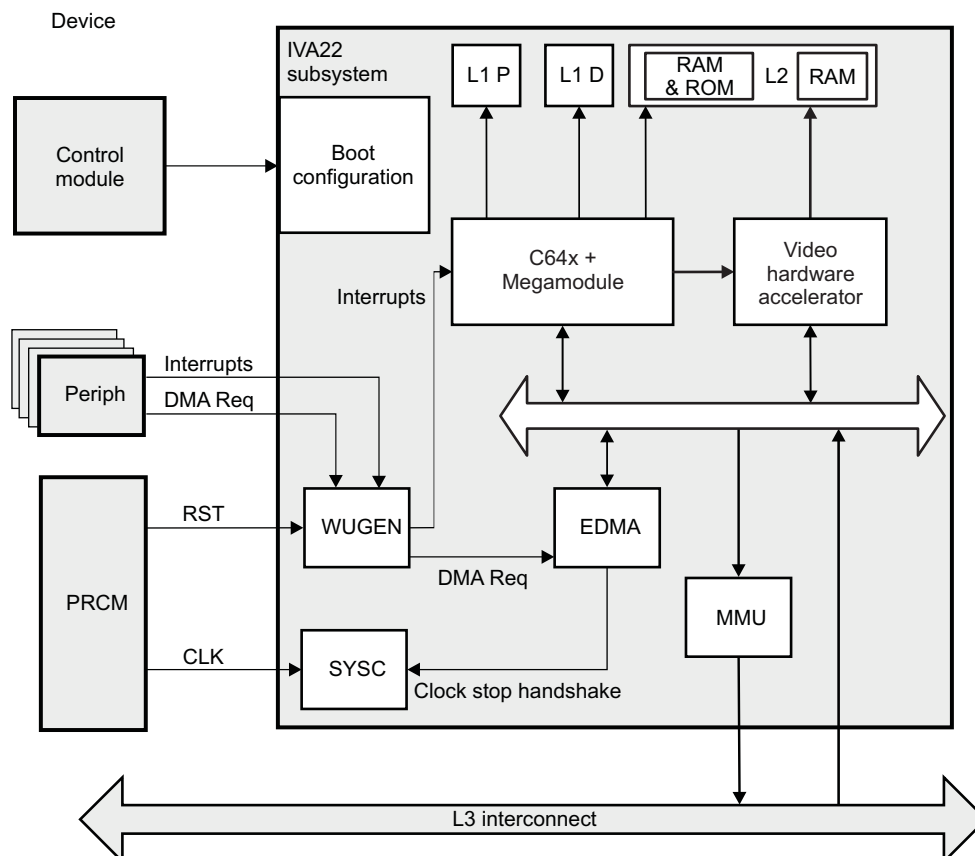 Device
IVA22
subsystem
L1 P
L1 D
RAM
& ROM
L2
RAM
Control
module
Boot
configuration
C64x +
Megamodule
Video
hardware
accelerator
Interrupts
Interrupts
Periph
DMA Req
RST
WUGEN
EDMA
DMA Req
PRCM
MMU
CLK
SYSC
Clock stop handshake
L3 interconnect